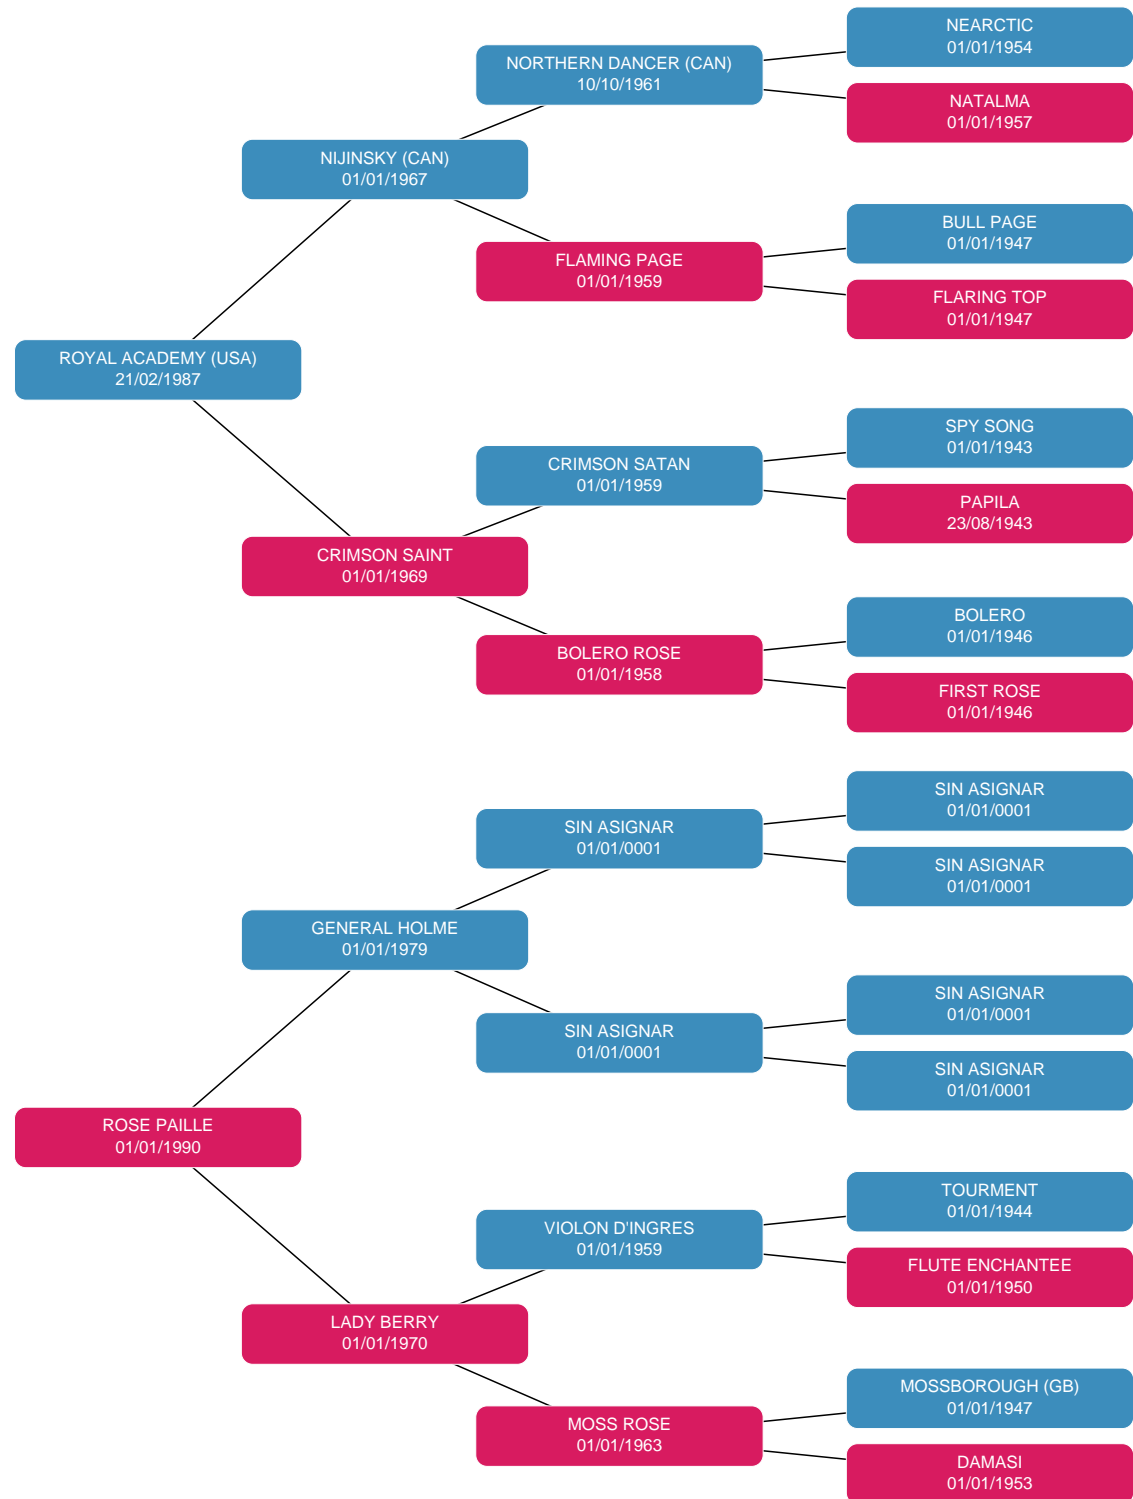 NEARCTIC
01/01/1954
NORTHERN DANCER (CAN)
10/10/1961
NATALMA
01/01/1957
NIJINSKY (CAN)
01/01/1967
BULL PAGE
01/01/1947
FLAMING PAGE
01/01/1959
FLARING TOP
01/01/1947
ROYAL ACADEMY (USA)
21/02/1987
SPY SONG
01/01/1943
CRIMSON SATAN
01/01/1959
PAPILA
23/08/1943
CRIMSON SAINT
01/01/1969
BOLERO
01/01/1946
BOLERO ROSE
01/01/1958
FIRST ROSE
01/01/1946
SIN ASIGNAR
01/01/0001
SIN ASIGNAR
01/01/0001
SIN ASIGNAR
01/01/0001
GENERAL HOLME
01/01/1979
SIN ASIGNAR
01/01/0001
SIN ASIGNAR
01/01/0001
SIN ASIGNAR
01/01/0001
ROSE PAILLE
01/01/1990
TOURMENT
01/01/1944
VIOLON D'INGRES
01/01/1959
FLUTE ENCHANTEE
01/01/1950
LADY BERRY
01/01/1970
MOSSBOROUGH (GB)
01/01/1947
MOSS ROSE
01/01/1963
DAMASI
01/01/1953